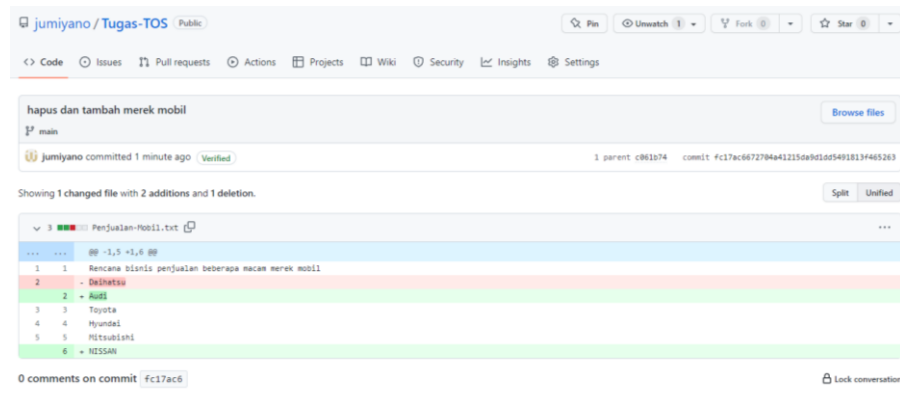 jumiyano / Tugas-TOS Public Pin Unwatch 1 Fork 0 Star 0
Code Issues Pull requests Actions Projects Wiki Security Insights Settings
hapus dan tambah merek mobil
Browse files
main
jumiyano committed 1 minute ago Verified 1 parent c061b74 commit fc17ac6672704a41215da9d1dd5491813f465263
Showing 1 changed file with 2 additions and 1 deletion. Split Unified
3 Penjualan-Mobil.txt
... ... @@ -1,5 +1,6 @@
1 1 Rencana bisnis penjualan beberapa macam merek mobil
2 - Daihatsu
2 + Audi
3 3 Toyota
4 4 Hyundai
5 5 Mitsubishi
6 + NISSAN
0 comments on commit fc17ac6 Lock conversation